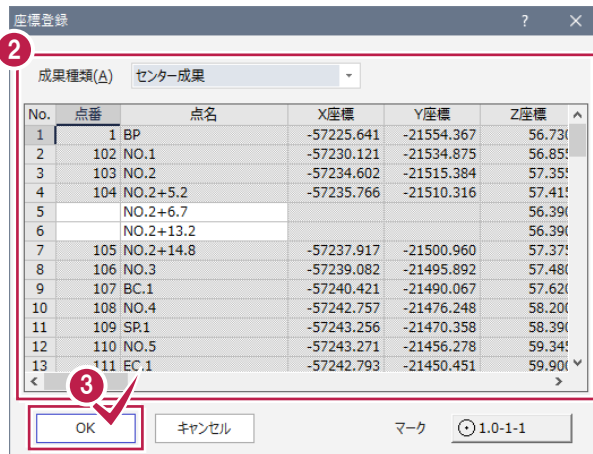 座標登録 ? ×
2
成果種類(A) センター成果
No. 点番 点名 X座標 Y座標 Z座標
1 1 BP -57225.641 -21554.367 56.730
2 102 NO.1 -57230.121 -21534.875 56.855
3 103 NO.2 -57234.602 -21515.384 57.355
4 104 NO.2+5.2 -57235.766 -21510.316 57.415
5 NO.2+6.7 56.390
6 NO.2+13.2 56.390
7 105 NO.2+14.8 -57237.917 -21500.960 57.375
8 106 NO.3 -57239.082 -21495.892 57.480
9 107 BC.1 -57240.421 -21490.067 57.620
10 108 NO.4 -57242.757 -21476.248 58.200
11 109 SP.1 -57243.256 -21470.358 58.390
12 110 NO.5 -57243.271 -21456.278 59.345
13 111 EC.1 -57242.793 -21450.451 59.900
3
OK キャンセル マーク 1.0-1-1